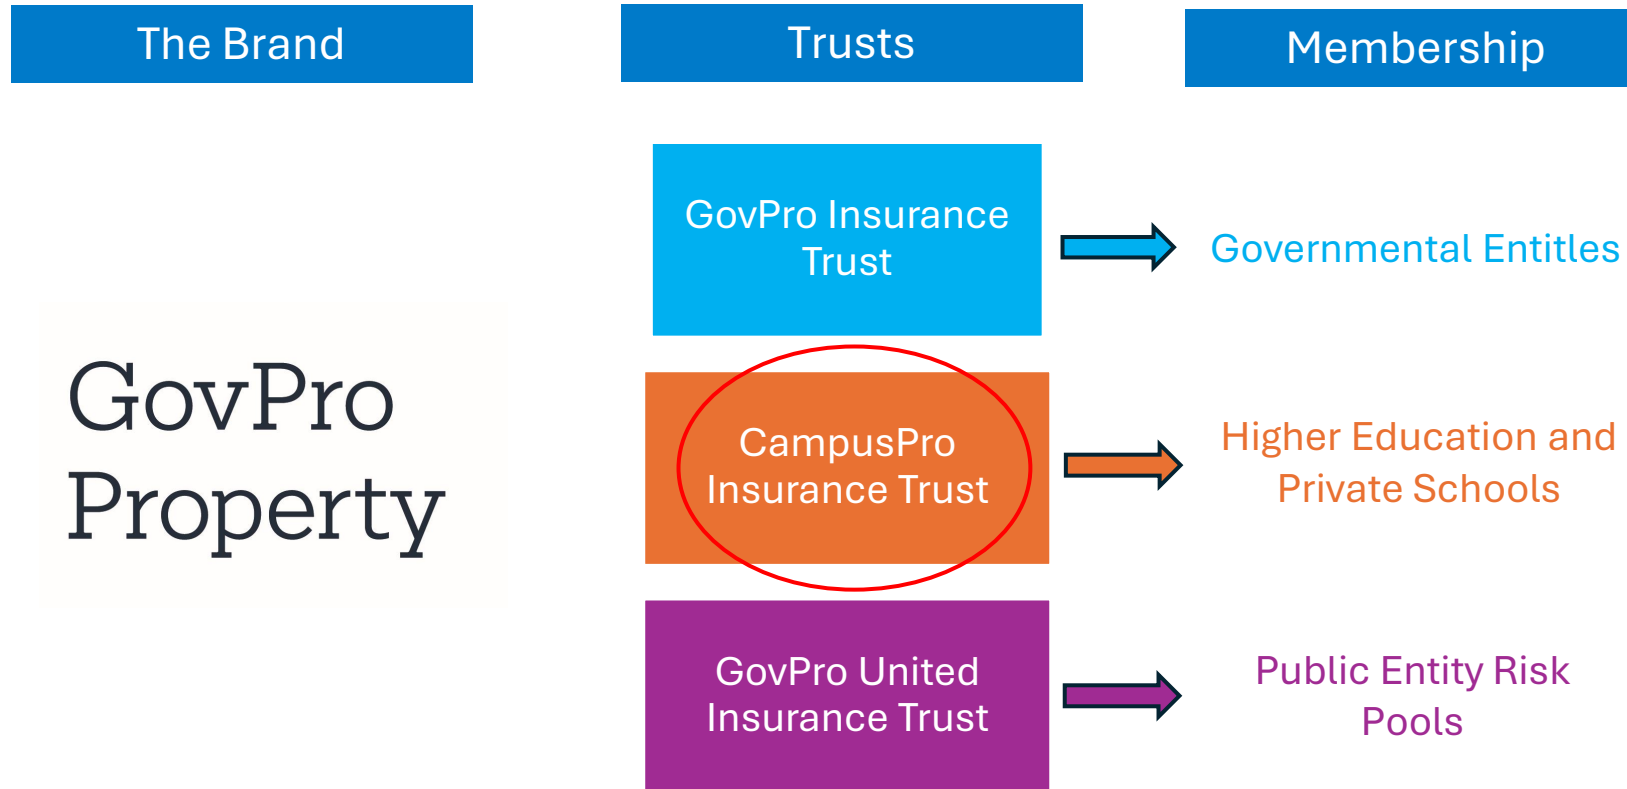 The Brand
Trusts
Membership
GovPro Insurance
Trust
Governmental Entitles
GovPro
Property
CampusPro
Insurance Trust
Higher Education and
Private Schools
GovPro United
Insurance Trust
Public Entity Risk
Pools